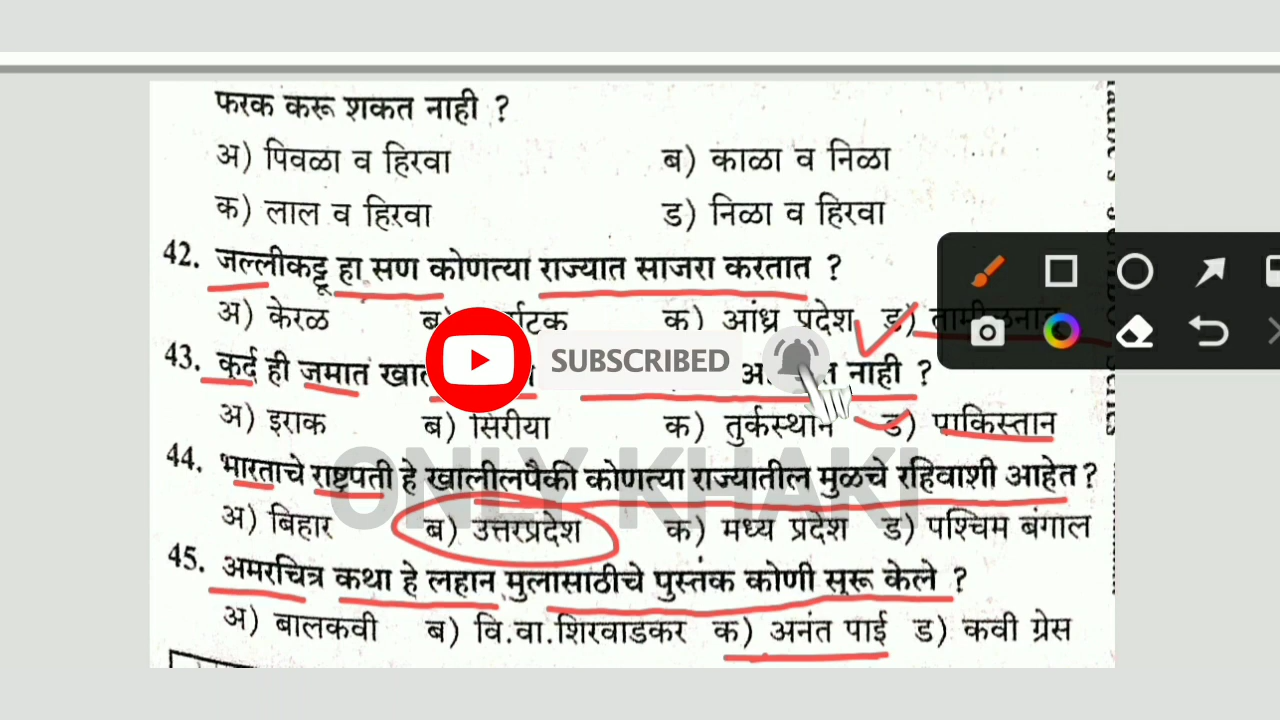 फरक करू शकत नाही ?
अ) पिवळा व हिरवा ब) काळा व निळा
क) लाल व हिरवा ड) निळा व हिरवा
42. जल्लीकट्टू हा सण कोणत्या राज्यात साजरा करतात ?
अ) केरळ ब) क) आंध्र प्रदेश ड)
SUBSCRIBED
43. कुर्द ही जमात नाही ?
अ) इराक ब) सिरीया क) तुर्कस्थान ड) पाकिस्तान
ONLY KHAKI
44. भारताचे राष्ट्रपती हे खालीलपैकी कोणत्या राज्यातील मुळचे रहिवाशी आहेत ?
अ) बिहार ब) उत्तरप्रदेश क) मध्य प्रदेश ड) पश्चिम बंगाल
45. अमरचित्र कथा हे लहान मुलासाठीचे पुस्तक कोणी सूरू केले ?
अ) बालकवी ब) वि.वा.शिरवाडकर क) अनंत पाई ड) कवी ग्रेस